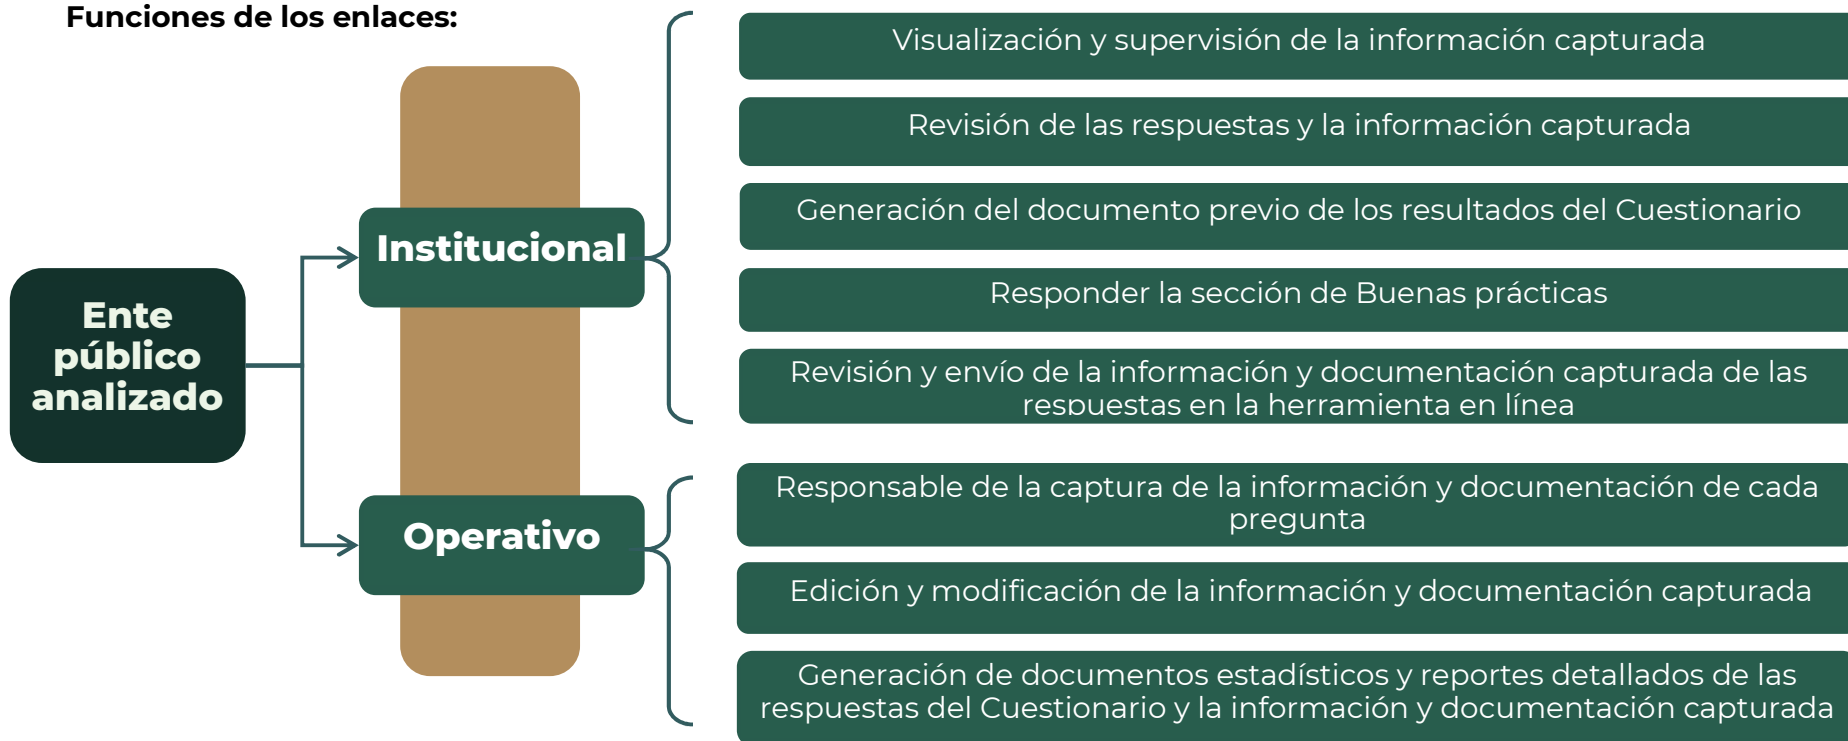 Funciones de los enlaces:
Ente
público
analizado
Institucional
Visualización y supervisión de la información capturada
Revisión de las respuestas y la información capturada
Generación del documento previo de los resultados del Cuestionario
Responder la sección de Buenas prácticas
Revisión y envío de la información y documentación capturada de las
respuestas en la herramienta en línea
Operativo
Responsable de la captura de la información y documentación de cada
pregunta
Edición y modificación de la información y documentación capturada
Generación de documentos estadísticos y reportes detallados de las
respuestas del Cuestionario y la información y documentación capturada